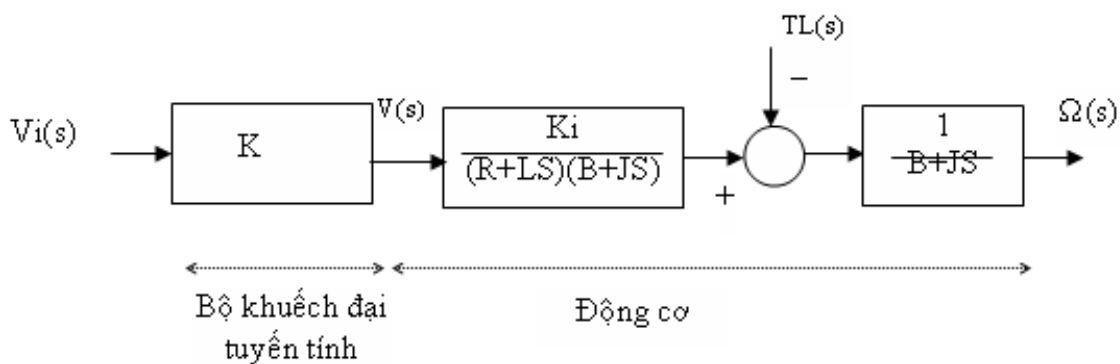 TL(s)
−
Vi(s)
K
V(s)
Ki
(R+LS)(B+JS)
+
1
B+JS
Ω(s)
Bộ khuếch đại
tuyến tính
Động cơ